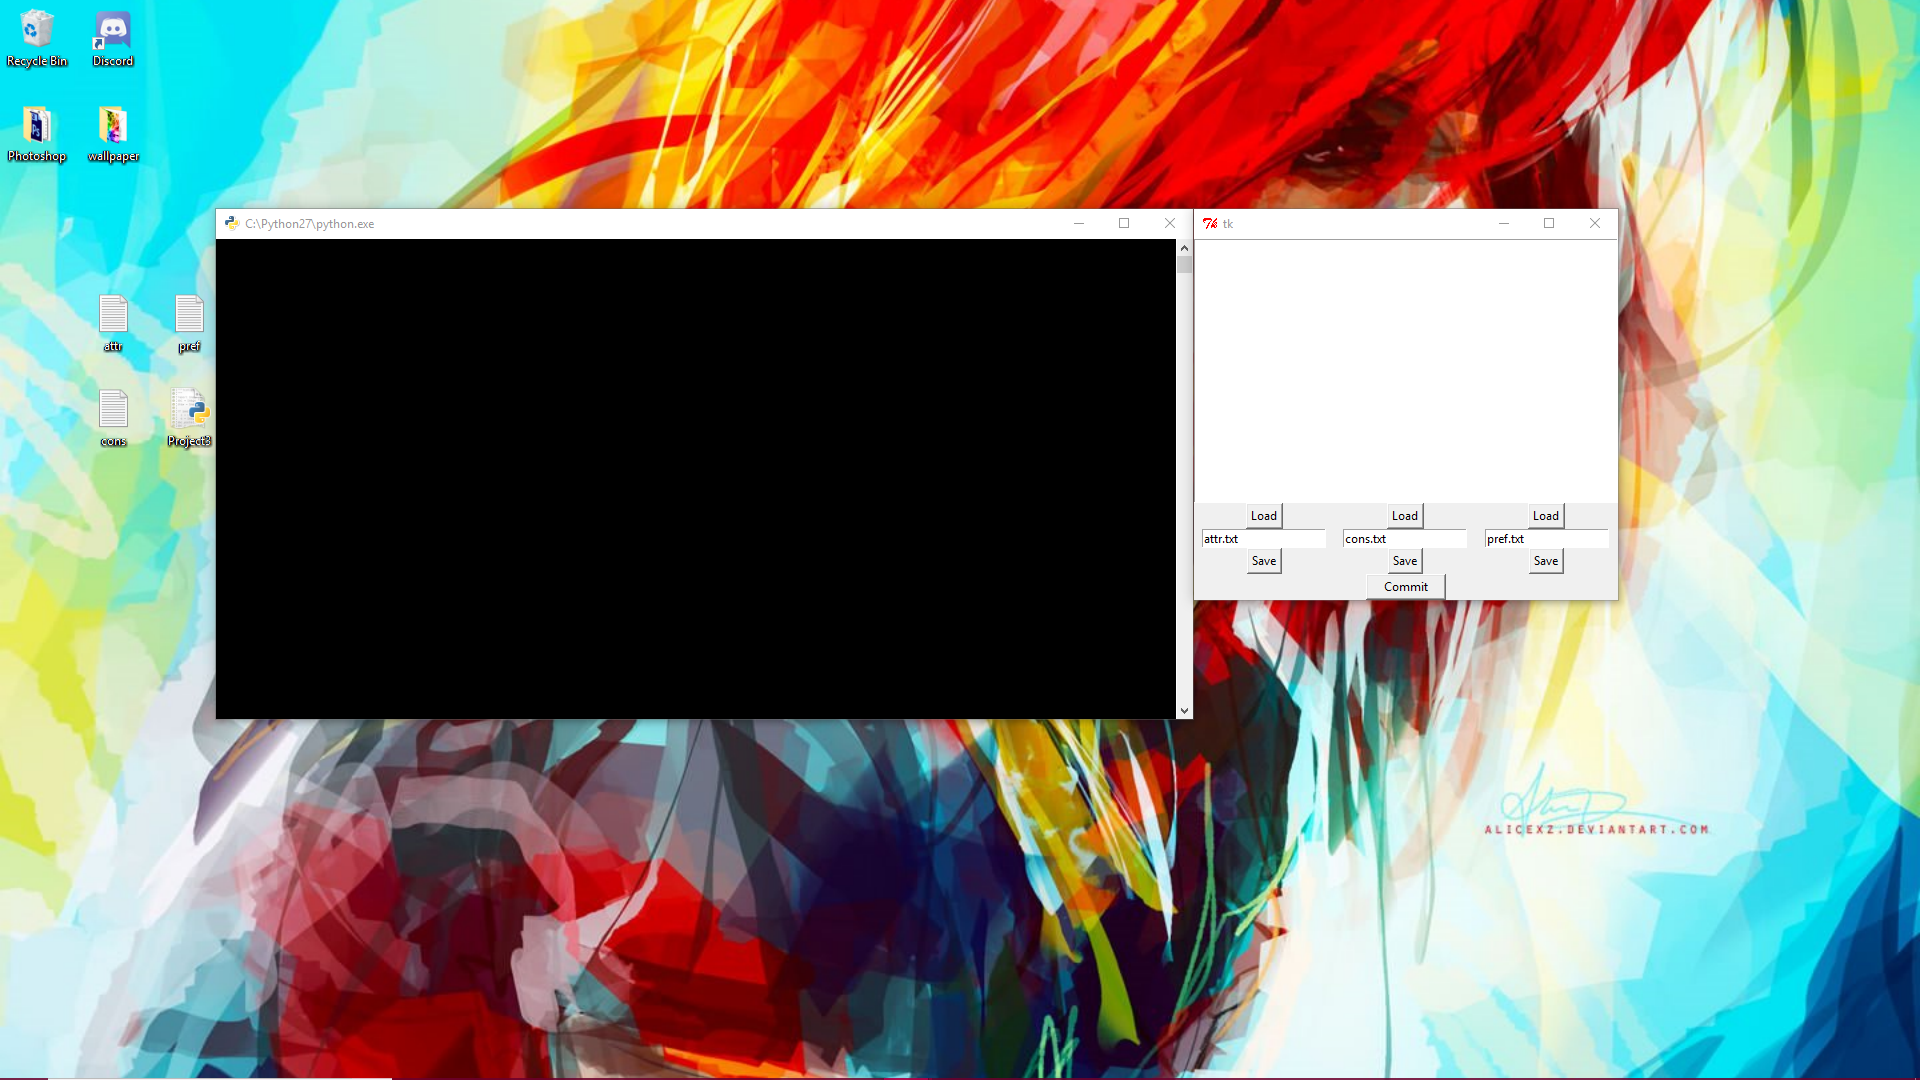 Recycle Bin
Discord
Photoshop
wallpaper
C:\Python27\python.exe
tk
attr
pref
cons
Project3
Load
Load
Load
attr.txt
cons.txt
pref.txt
Save
Save
Save
Commit
ALICEXZ.DEVIANTART.COM